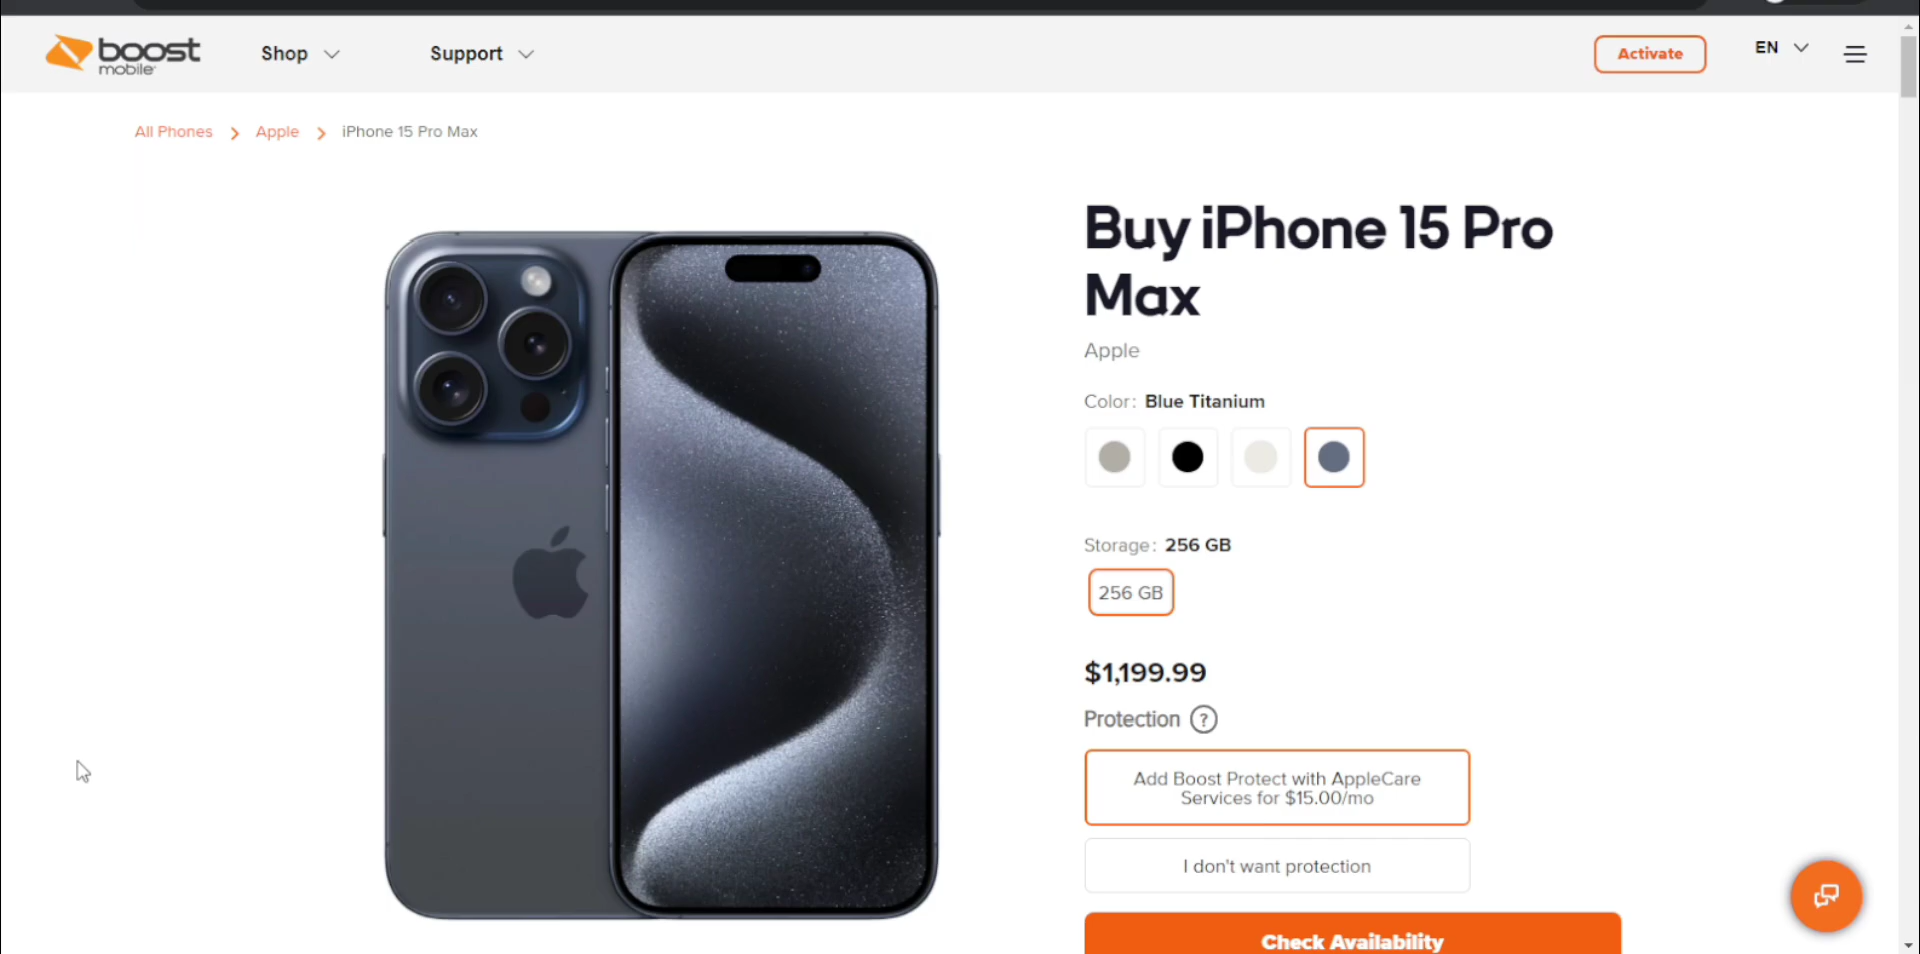 boost
mobile
Shop
Support
Activate
EN
All Phones
Apple
iPhone 15 Pro Max
Buy iPhone 15 Pro
Max
Apple
Color: Blue Titanium
Storage: 256 GB
256 GB
$1,199.99
Protection ?
Add Boost Protect with AppleCare
Services for $15.00/mo
I don't want protection
Check Availability